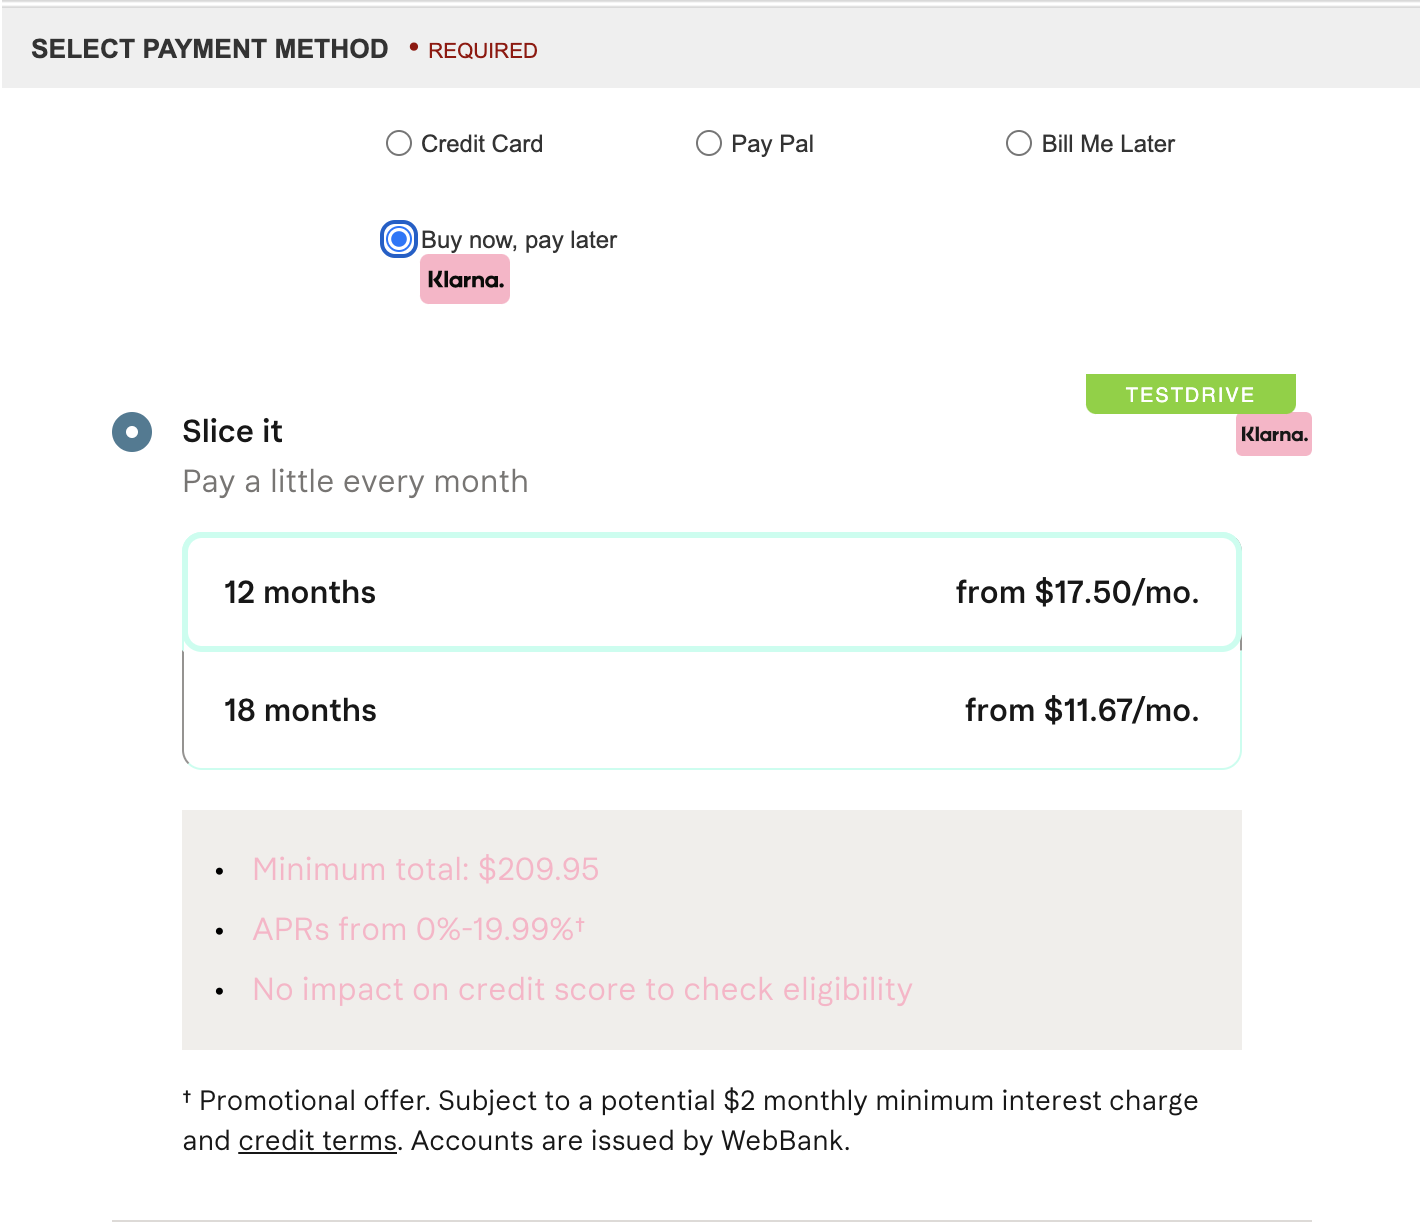 SELECT PAYMENT METHOD • REQUIRED
Credit Card
Pay Pal
Bill Me Later
Buy now, pay later
Klarna.
TESTDRIVE
Klarna.
Slice it
Pay a little every month
12 months from $17.50/mo.
18 months from $11.67/mo.
• Minimum total: $209.95
• APRs from 0%-19.99%†
• No impact on credit score to check eligibility
† Promotional offer. Subject to a potential $2 monthly minimum interest charge
and credit terms. Accounts are issued by WebBank.